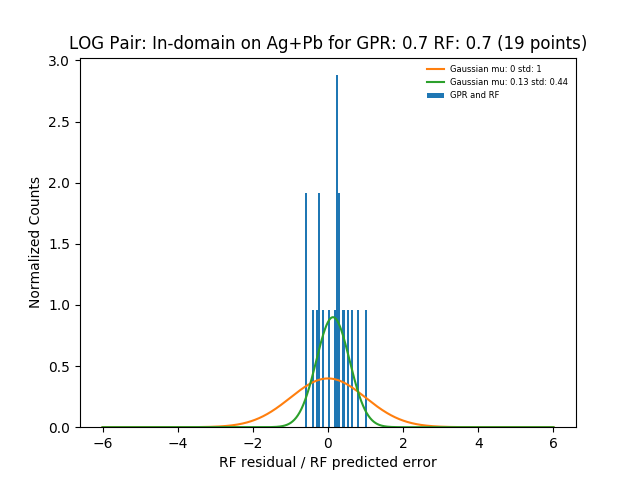 LOG Pair: In-domain on Ag+Pb for GPR: 0.7 RF: 0.7 (19 points)
Gaussian mu: 0 std: 1
Gaussian mu: 0.13 std: 0.44
GPR and RF
Normalized Counts
3.0
2.5
2.0
1.5
1.0
0.5
0.0
−6 −4 −2 0 2 4 6
RF residual / RF predicted error